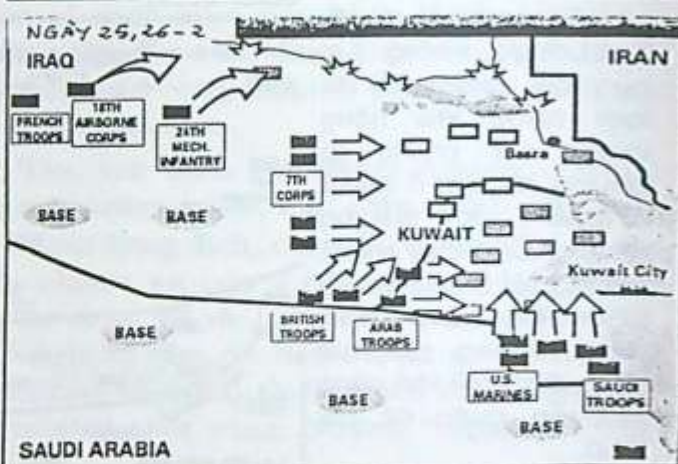 NGÀY 25, 26-2
IRAQ
IRAN
FRENCH
TROOPS
18TH
AIRBORNE
CORPS
24TH
MECH.
INFANTRY
7TH
CORPS
Basra
BASE
BASE
KUWAIT
Kuwait City
BASE
BRITISH
TROOPS
ARAB
TROOPS
U.S.
MARINES
SAUDI
TROOPS
BASE
BASE
SAUDI ARABIA